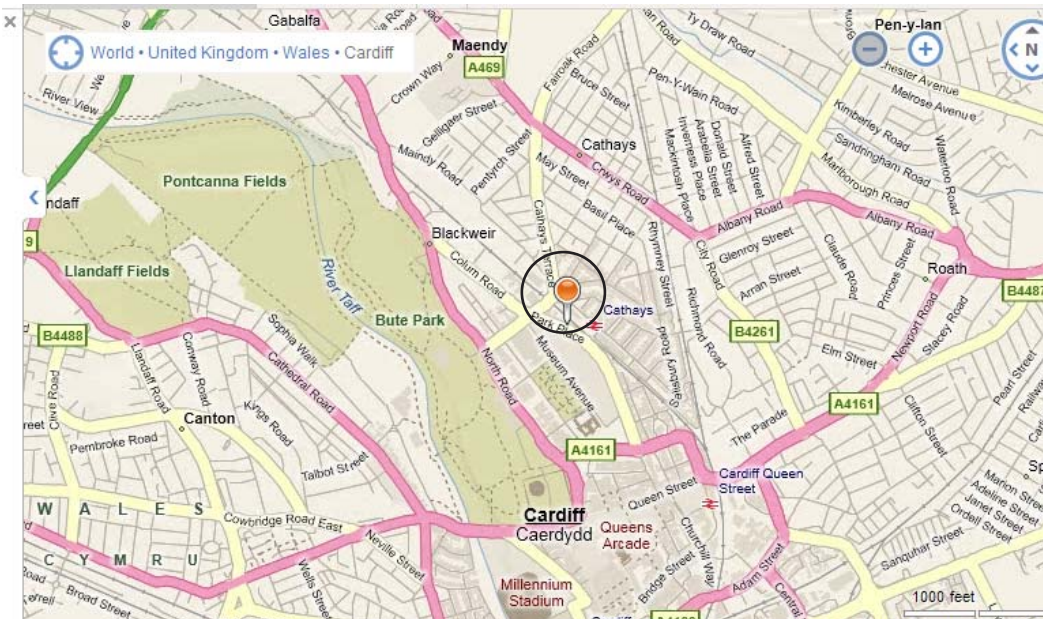 Gabalfa
Pen-y-lan
Ty Draw Road
World • United Kingdom • Wales • Cardiff
Maendy
A469
Fairoak Road
N
Crown Way
Bruce Street
Pen-Y-Wain Road
Melrose Avenue
River View
Gelligaer Street
Kimberley Road
Sandringham Road
Waterloo Road
Maindy Road
Penlyrch Street
Cathays
May Street
Crwys Road
Mackintosh Place
Inverness Place
Arabella Street
Donald Street
Alfred Street
Marlborough Road
Pontcanna Fields
Cathays Terrace
Basil Place
Albany Road
Albany Road
Blackweir
Rhymney Street
City Road
Glenroy Street
Claude Road
Princes Street
Roath
Llandaff Fields
River Taff
Colum Road
Arran Street
B4487
Bute Park
Park Place
Cathays
Richmond Road
B4261
Newport Road
Stacey Road
B4488
Sophia Walk
North Road
Museum Avenue
Salisbury Road
Elm Street
Llandaff Road
Conway Road
Cathedral Road
Pearl Street
Clive Road
A4161
Clifton Street
Canton
Kings Road
The Parade
Pembroke Road
A4161
Talbot Street
Cardiff Queen
Street
Queen Street
Marion Street
Adeline Street
Janet Street
Ordell Street
WALES
Cowbridge Road East
Cardiff
Caerdydd
Queens
Arcade
Churchill Way
Sanquhar Street
CYMRU
Neville Street
Wells Street
Bridge Street
Adam Street
Central
Broad Street
Millennium
Stadium
1000 feet